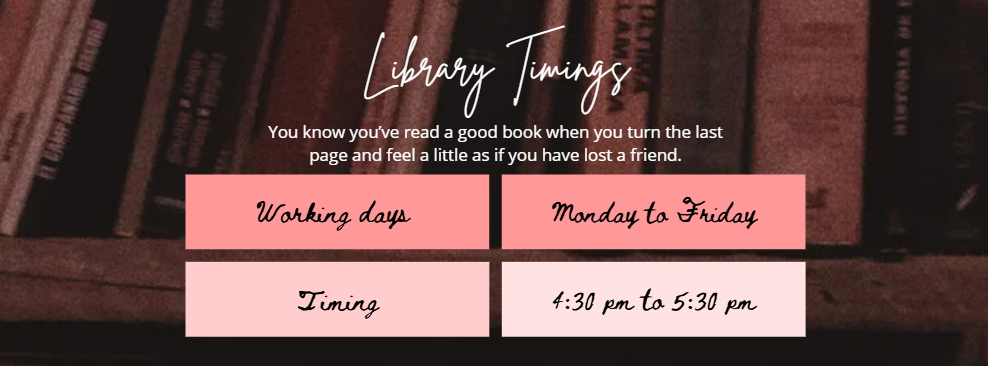 Library Timings
You know you've read a good book when you turn the last
page and feel a little as if you have lost a friend.
Working days
Monday to Friday
Timing
4:30 pm to 5:30 pm